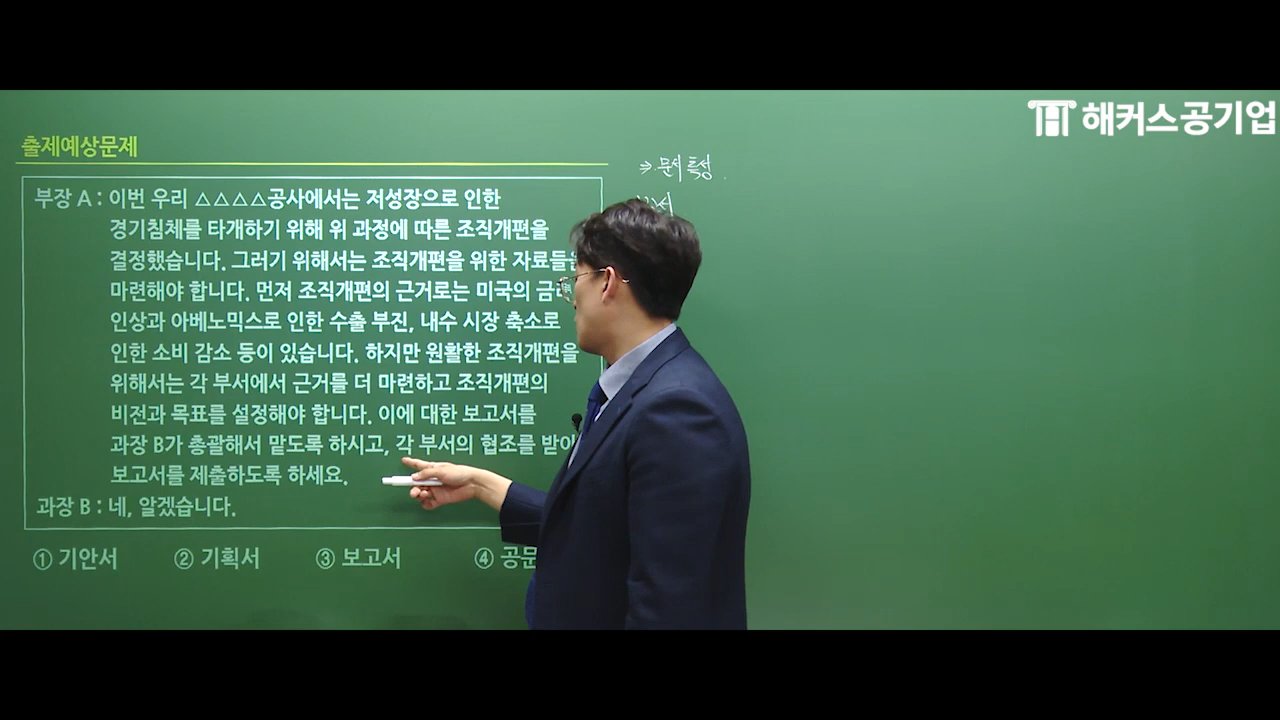 해커스공기업
출제예상문제
⇒ 문서 특성
부장 A : 이번 우리 △△△△공사에서는 저성장으로 인한
경기침체를 타개하기 위해 위 과정에 따른 조직개편을
결정했습니다. 그러기 위해서는 조직개편을 위한 자료들을
마련해야 합니다. 먼저 조직개편의 근거로는 미국의
인상과 아베노믹스로 인한 수출 부진, 내수 시장 축소로
인한 소비 감소 등이 있습니다. 하지만 원활한 조직개편을
위해서는 각 부서에서 근거를 더 마련하고 조직개편의
비전과 목표를 설정해야 합니다. 이에 대한 보고서를
과장 B가 총괄해서 맡도록 하시고, 각 부서의 협조를
보고서를 제출하도록 하세요.
과장 B : 네, 알겠습니다.
① 기안서 ② 기획서 ③ 보고서 ④